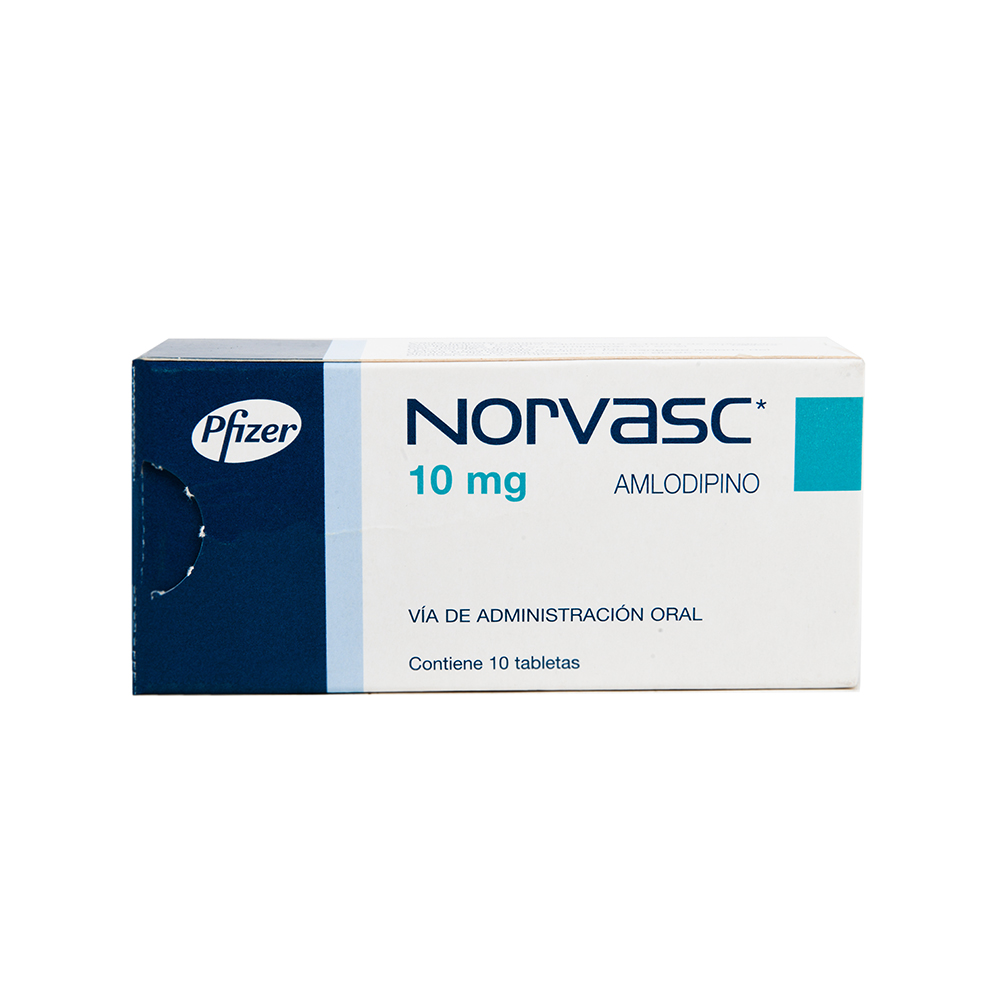 Pfizer
Norvasc*
10 mg
AMLODIPINO
VÍA DE ADMINISTRACIÓN ORAL
Contiene 10 tabletas